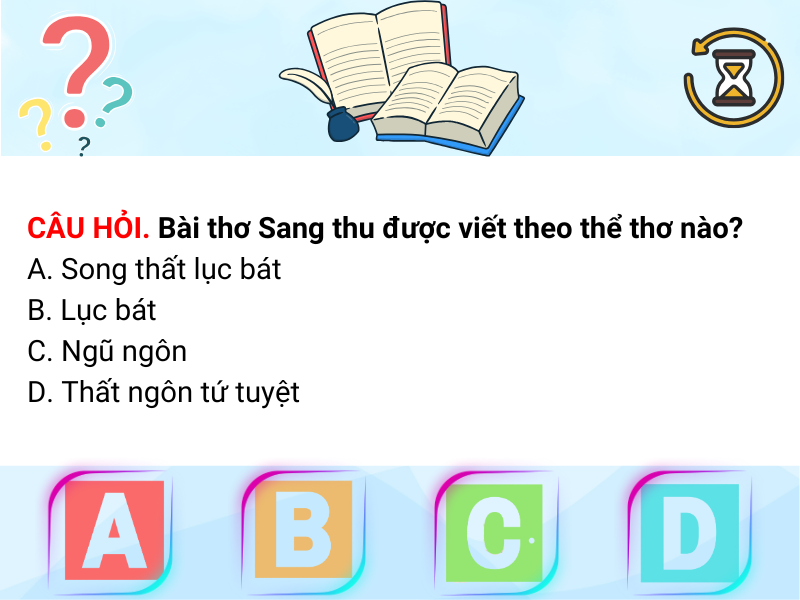 ? ? ? ?
CÂU HỎI. Bài thơ Sang thu được viết theo thể thơ nào?
A. Song thất lục bát
B. Lục bát
C. Ngũ ngôn
D. Thất ngôn tứ tuyệt
A B C D